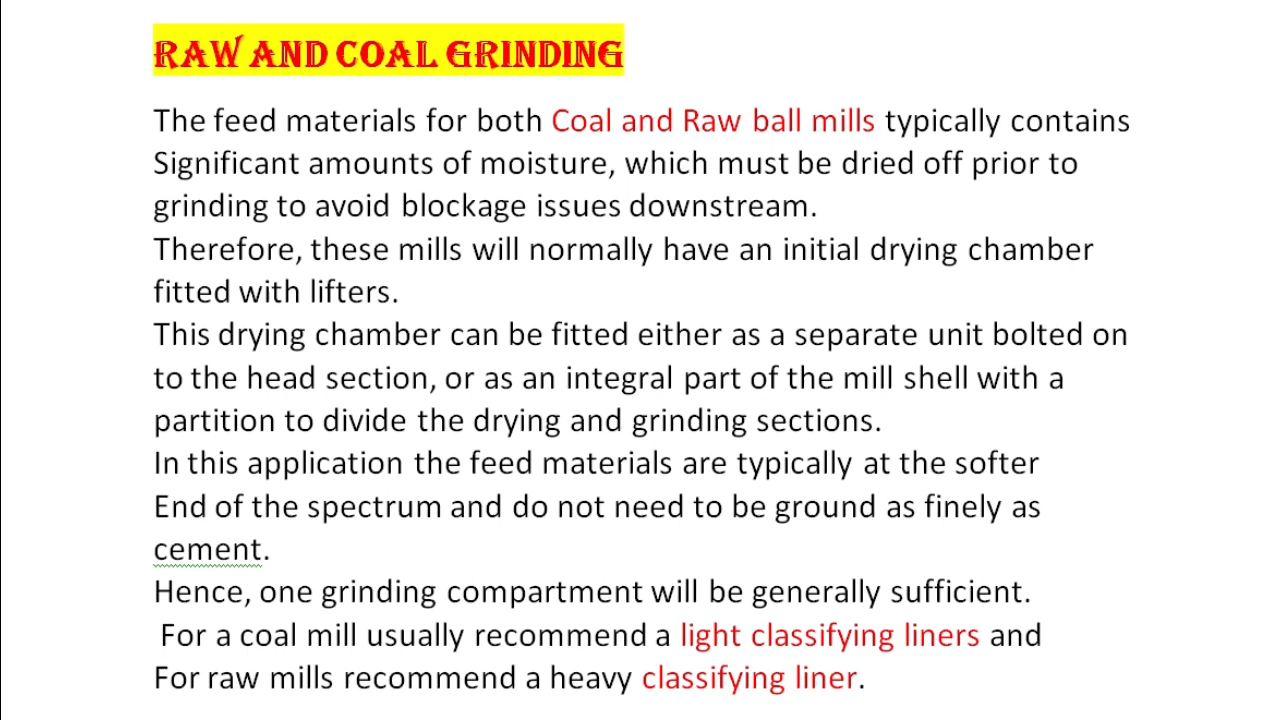 RAW AND COAL GRINDING
The feed materials for both Coal and Raw ball mills typically contains
Significant amounts of moisture, which must be dried off prior to
grinding to avoid blockage issues downstream.
Therefore, these mills will normally have an initial drying chamber
fitted with lifters.
This drying chamber can be fitted either as a separate unit bolted on
to the head section, or as an integral part of the mill shell with a
partition to divide the drying and grinding sections.
In this application the feed materials are typically at the softer
End of the spectrum and do not need to be ground as finely as
cement.
Hence, one grinding compartment will be generally sufficient.
For a coal mill usually recommend a light classifying liners and
For raw mills recommend a heavy classifying liner.